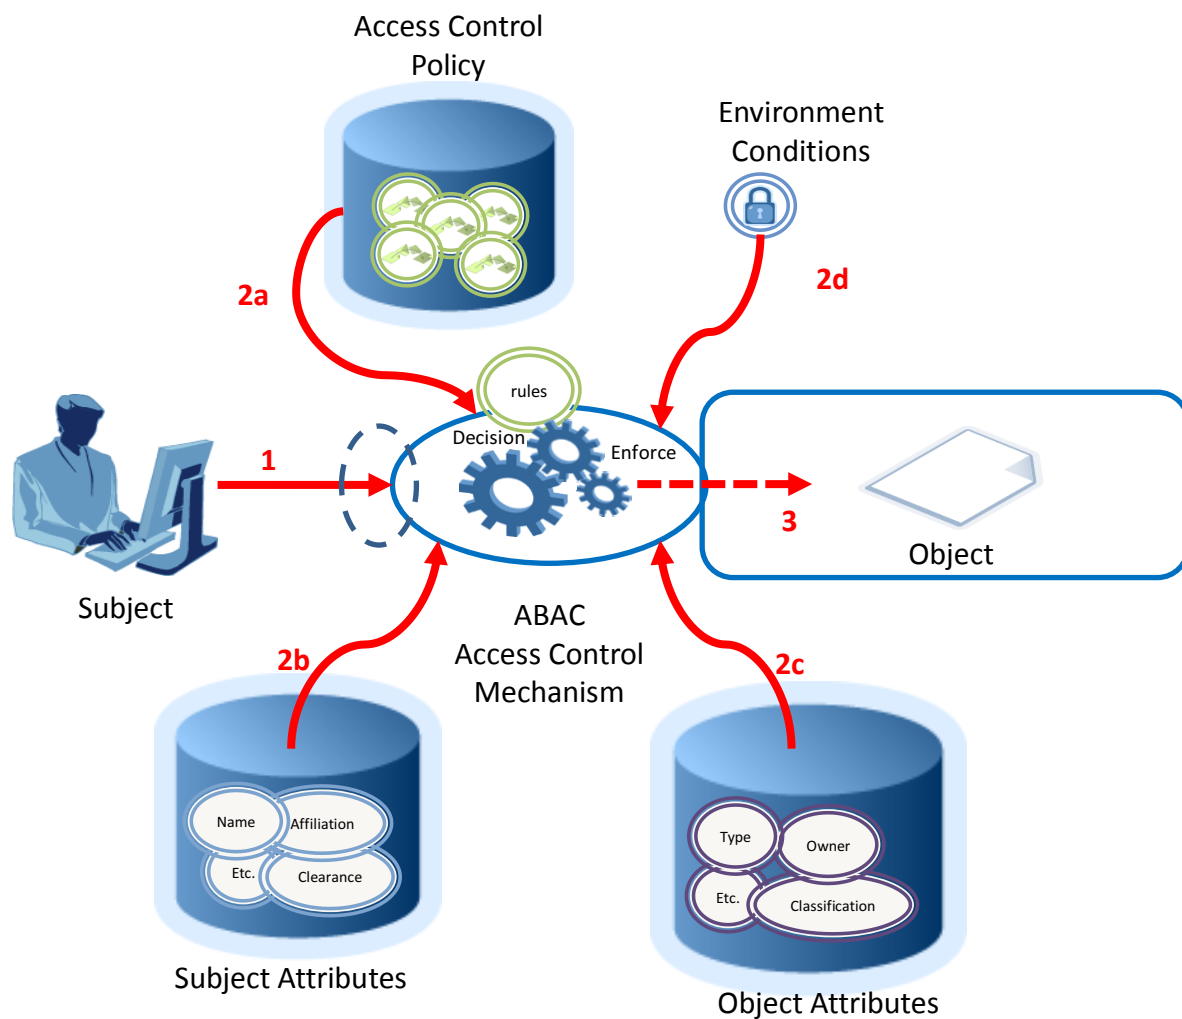 Access Control
Policy
Environment
Conditions
2a
2d
rules
Decision
Enforce
1
3
Subject
Object
ABAC
Access Control
Mechanism
2b
2c
Name
Affiliation
Etc.
Clearance
Subject Attributes
Type
Owner
Etc.
Classification
Object Attributes